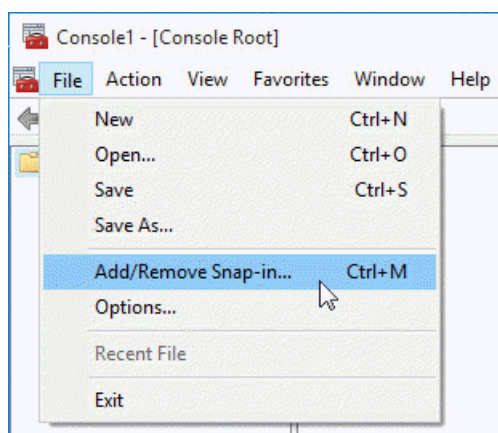 Console1 - [Console Root]
File Action View Favorites Window Help
New Ctrl+N
Open... Ctrl+O
Save Ctrl+S
Save As...
Add/Remove Snap-in... Ctrl+M
Options...
Recent File
Exit